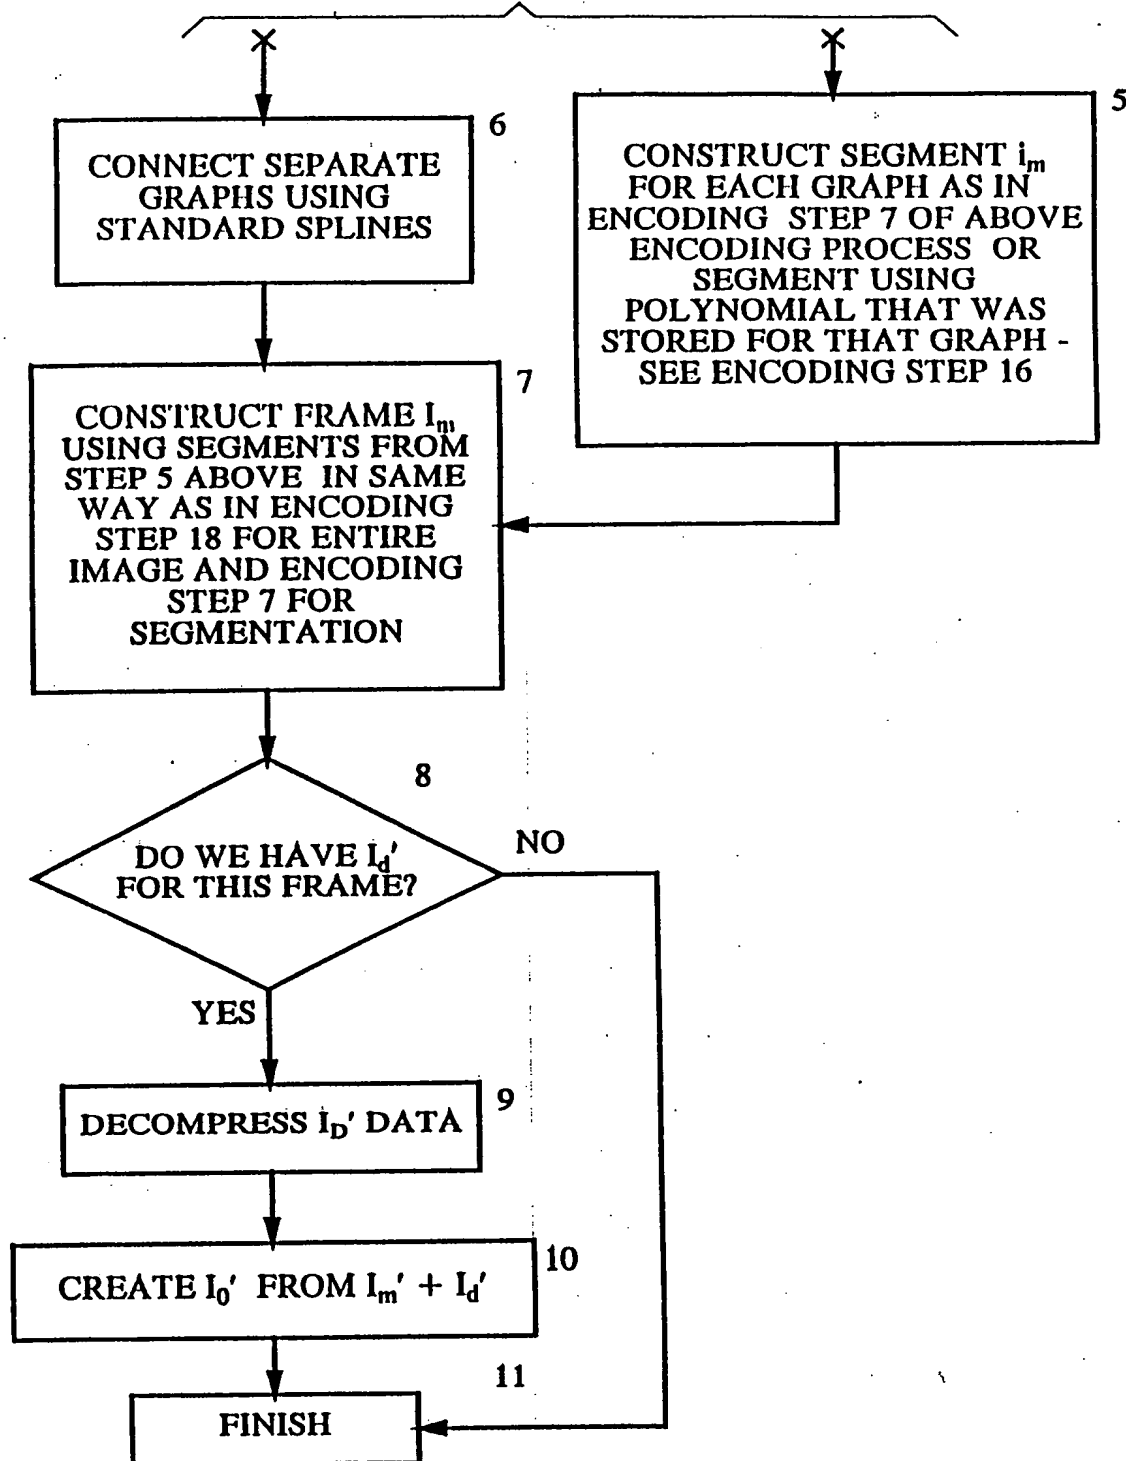 6
CONNECT SEPARATE
GRAPHS USING
STANDARD SPLINES
5
CONSTRUCT SEGMENT iₘ
FOR EACH GRAPH AS IN
ENCODING STEP 7 OF ABOVE
ENCODING PROCESS OR
SEGMENT USING
POLYNOMIAL THAT WAS
STORED FOR THAT GRAPH -
SEE ENCODING STEP 16
7
CONSTRUCT FRAME Iₘ
USING SEGMENTS FROM
STEP 5 ABOVE IN SAME
WAY AS IN ENCODING
STEP 18 FOR ENTIRE
IMAGE AND ENCODING
STEP 7 FOR
SEGMENTATION
8
DO WE HAVE I_d'
FOR THIS FRAME?
NO
YES
9
DECOMPRESS I_D' DATA
10
CREATE I₀' FROM Iₘ' + I_d'
11
FINISH